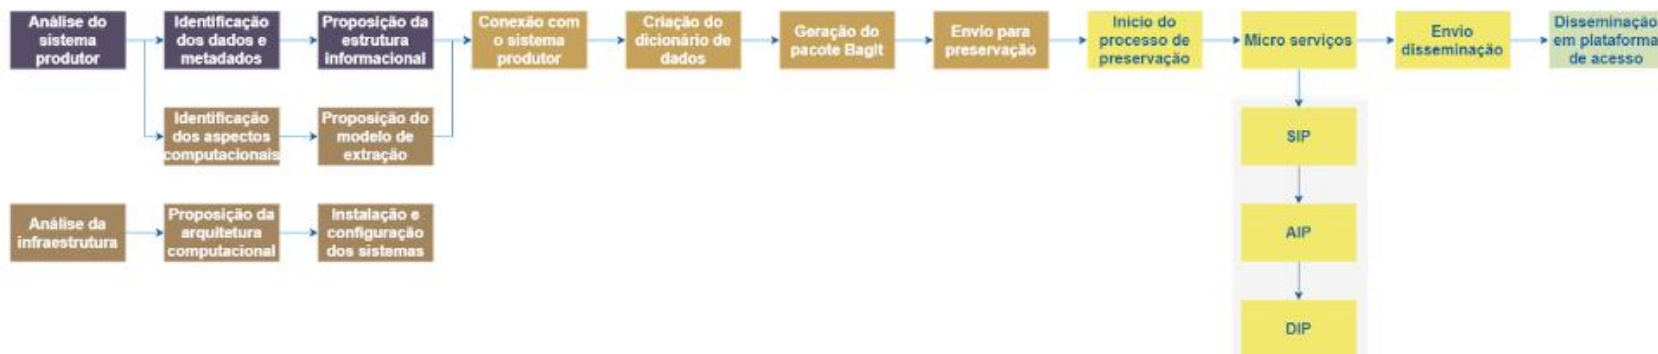 Análise do
sistema
produtor
Identificação
dos dados e
metadados
Proposição da
estrutura
informacional
Conexão com
o sistema
produtor
Criação do
dicionário de
dados
Geração do
pacote BagIt
Envio para
preservação
Início do
processo de
preservação
Micro serviços
Envio
disseminação
Disseminação
em plataforma
de acesso
Identificação
dos aspectos
computacionais
Proposição do
modelo de
extração
SIP
Análise da
infraestrutura
Proposição da
arquitetura
computacional
Instalação e
configuração
dos sistemas
AIP
DIP